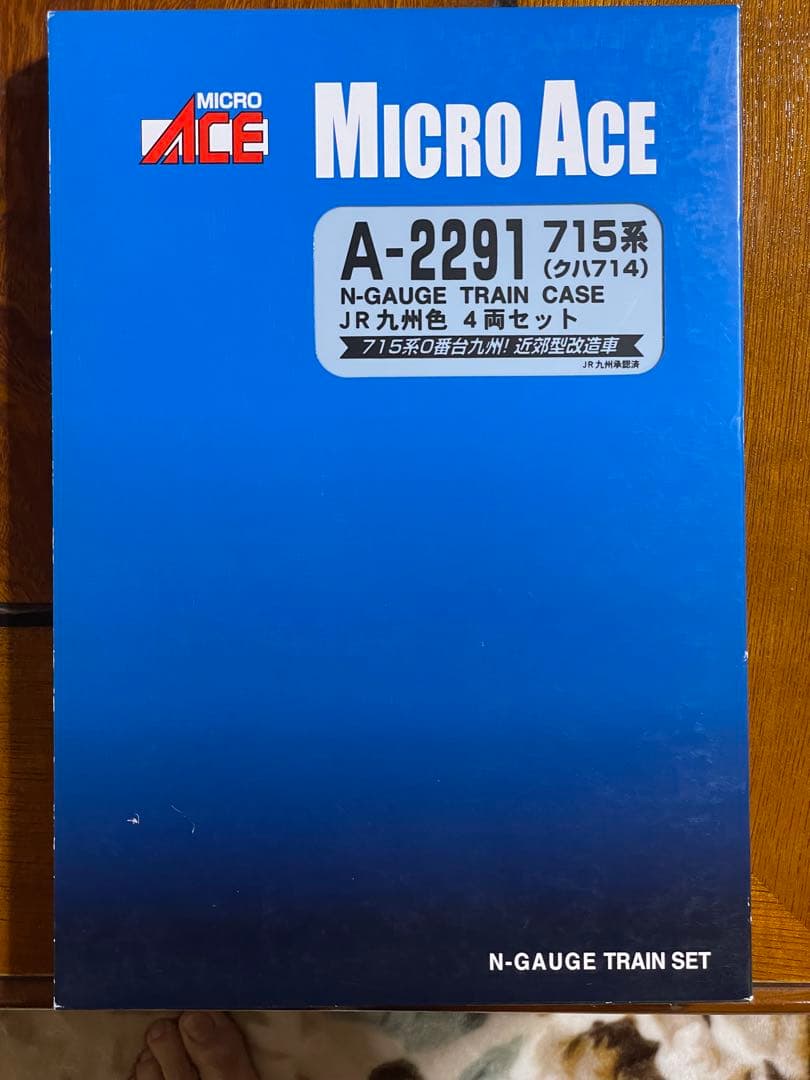 MICRO
ACE
MICRO ACE
A-2291 715系
(クハ714)
N-GAUGE TRAIN CASE
JR九州色 4両セット
715系0番台九州! 近郊型改造車
JR九州承認済
N-GAUGE TRAIN SET